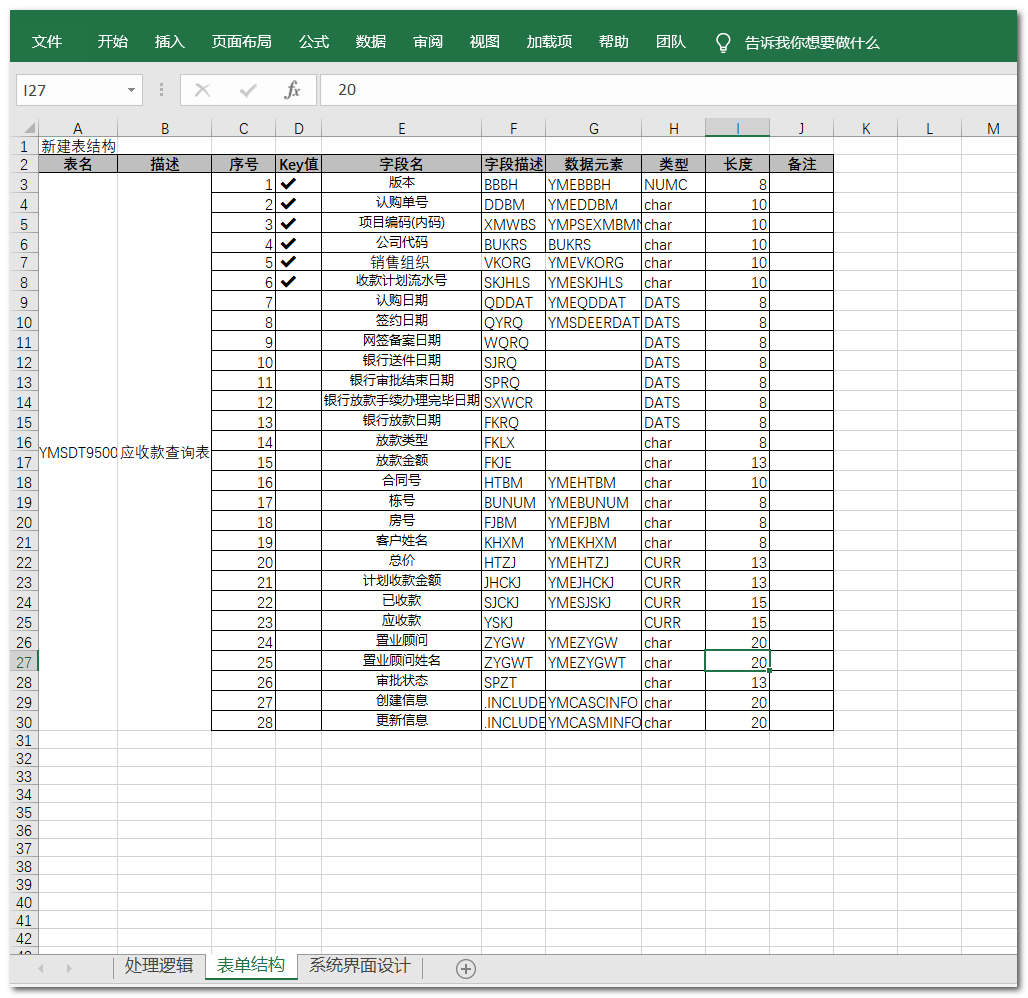 文件 开始 插入 页面布局 公式 数据 审阅 视图 加载项 帮助 团队 告诉我你想要做什么
I27 fx 20
A B C D E F G H I J K L M
1 新建表结构
2 表名 描述 序号 Key值 字段名 字段描述 数据元素 类型 长度 备注
3 1 ✔ 版本 BBBH YMEBBBH NUMC 8
4 2 ✔ 认购单号 DDBM YMEDDBM char 10
5 3 ✔ 项目编码(内码) XMWBS YMPSEXMBMN char 10
6 4 ✔ 公司代码 BUKRS BUKRS char 10
7 5 ✔ 销售组织 VKORG YMEVKORG char 10
8 6 ✔ 收款计划流水号 SKJHLS YMESKJHLS char 10
9 7 认购日期 QDDAT YMEQDDAT DATS 8
10 8 签约日期 QYRQ YMSDEERDAT DATS 8
11 9 网签备案日期 WQRQ DATS 8
12 10 银行送件日期 SJRQ DATS 8
13 11 银行审批结束日期 SPRQ DATS 8
14 12 银行放款手续办理完毕日期 SXWCR DATS 8
15 13 银行放款日期 FKRQ DATS 8
16 14 放款类型 FKLX char 8
YMSDT9500 应收款查询表
17 15 放款金额 FKJE char 13
18 16 合同号 HTBM YMEHTBM char 10
19 17 栋号 BUNUM YMEBUNUM char 8
20 18 房号 FJBM YMEFJBM char 8
21 19 客户姓名 KHXM YMEKHXM char 8
22 20 总价 HTZJ YMEHTZJ CURR 13
23 21 计划收款金额 JHCKJ YMEJHCKJ CURR 13
24 22 已收款 SJCKJ YMESJSKJ CURR 15
25 23 应收款 YSKJ CURR 15
26 24 置业顾问 ZYGW YMEZYGW char 20
27 25 置业顾问姓名 ZYGWT YMEZYGWT char 20
28 26 审批状态 SPZT char 13
29 27 创建信息 .INCLUDE YMCASCINFO char 20
30 28 更新信息 .INCLUDE YMCASMINFO char 20
31
32
33
34
35
36
37
38
39
40
41
42
处理逻辑 表单结构 系统界面设计